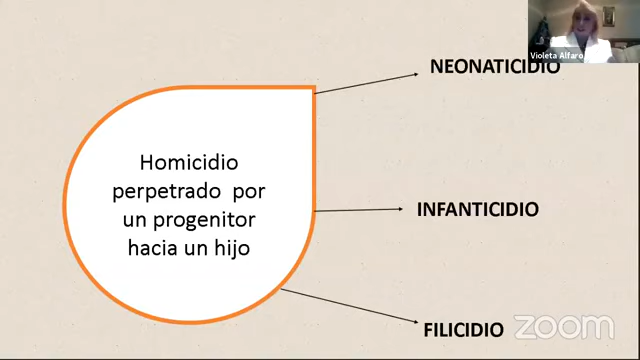 Violeta Alfaro
NEONATICIDIO
Homicidio
perpetrado por
un progenitor
hacia un hijo
INFANTICIDIO
FILICIDIO
zoom